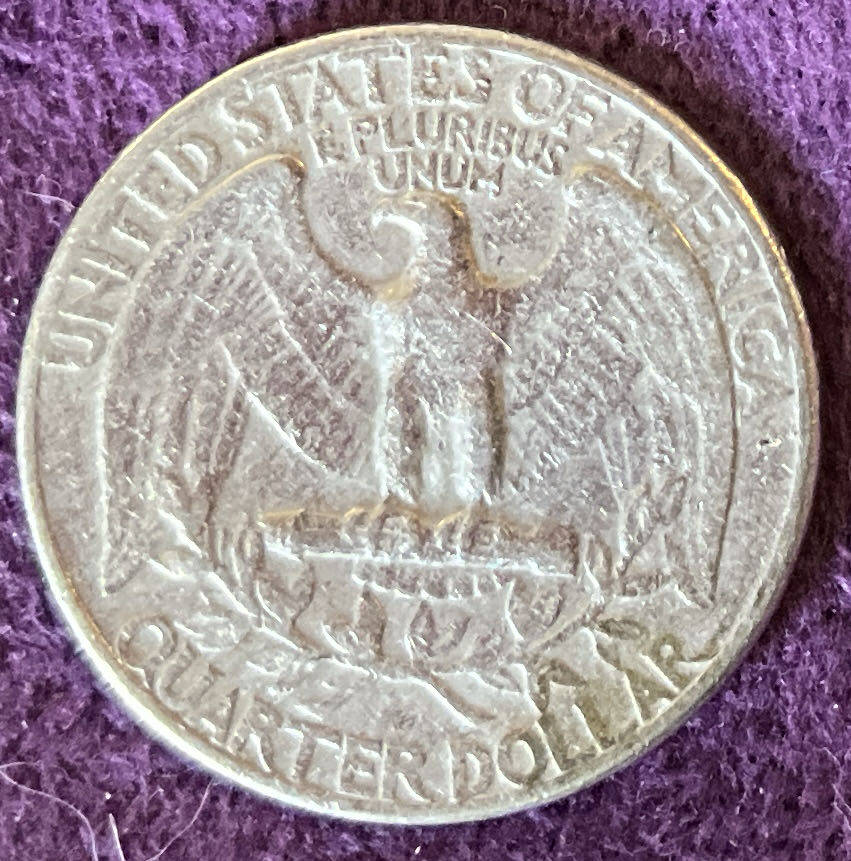 UNITED STATES OF AMERICA
E PLURIBUS
UNUM
QUARTER DOLLAR